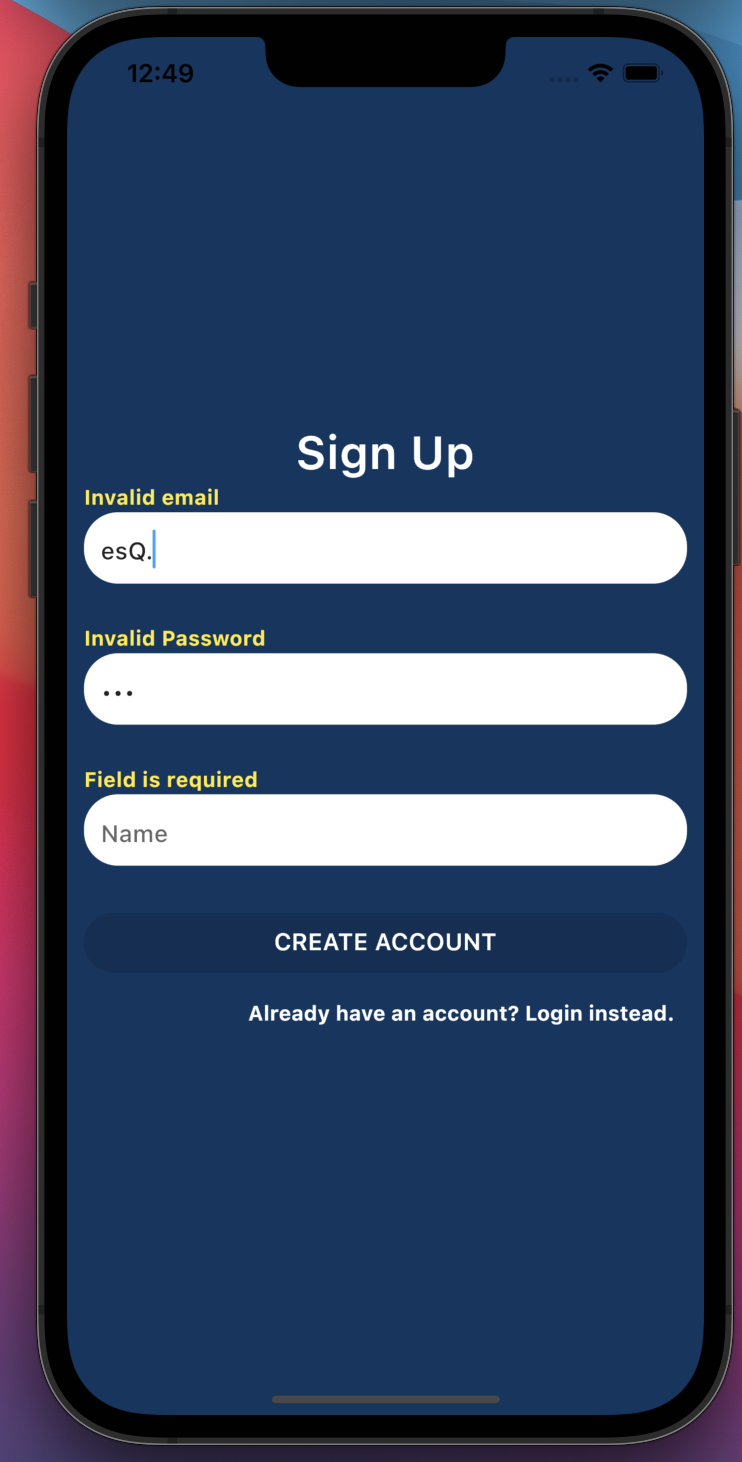 12:49
Sign Up
Invalid email
esQ.
Invalid Password
•••
Field is required
Name
CREATE ACCOUNT
Already have an account? Login instead.